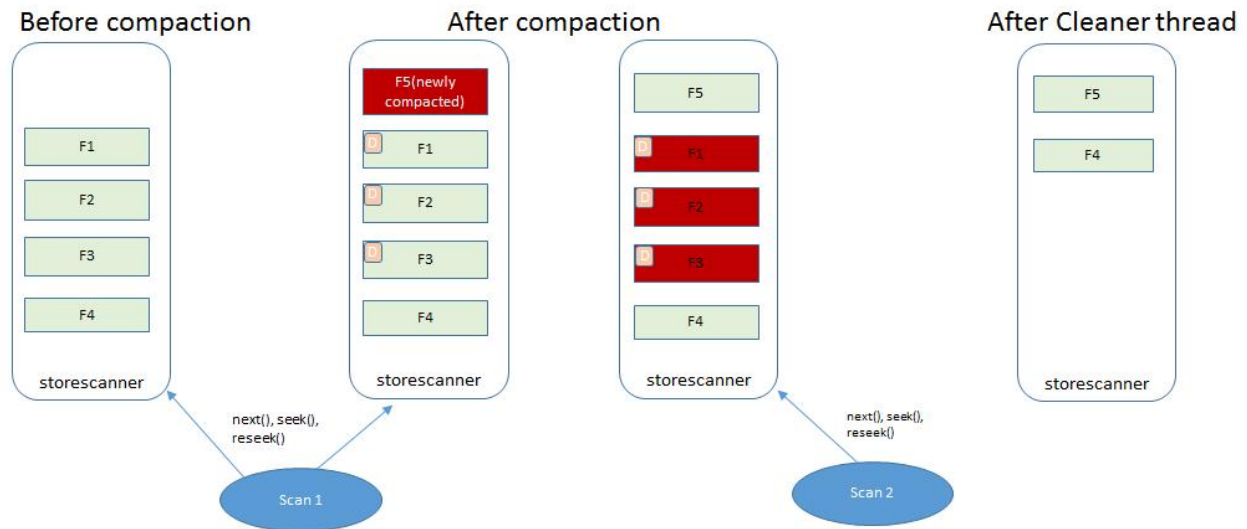 Before compaction
After compaction
After Cleaner thread
F1
F2
F3
F4
storescanner
F5(newly
compacted)
D
F1
D
F2
D
F3
F4
storescanner
F5
D
F1
D
F2
D
F3
F4
storescanner
F5
F4
storescanner
next(), seek(),
reseek()
Scan 1
next(), seek(),
reseek()
Scan 2